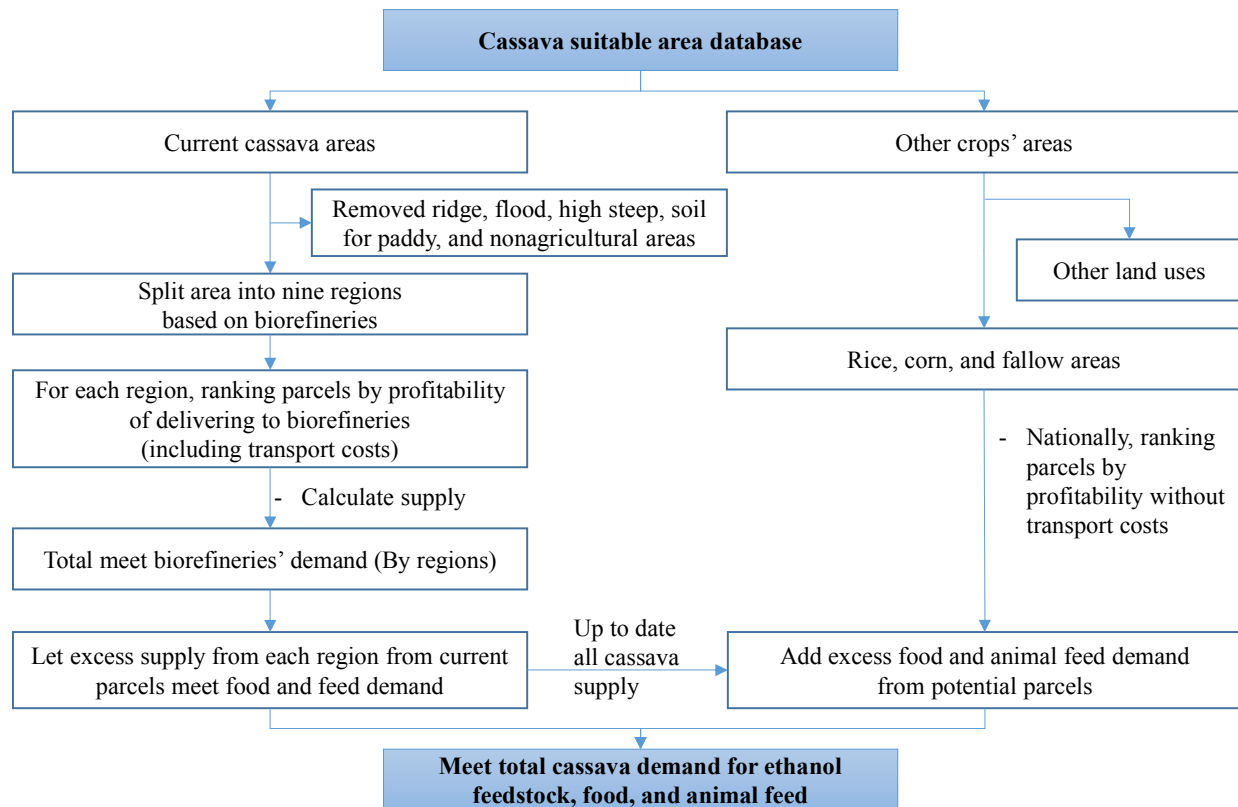 Cassava suitable area database
Current cassava areas
Other crops’ areas
Removed ridge, flood, high steep, soil
for paddy, and nonagricultural areas
Other land uses
Split area into nine regions
based on biorefineries
Rice, corn, and fallow areas
For each region, ranking parcels by profitability
of delivering to biorefineries
(including transport costs)
- Nationally, ranking
parcels by
profitability without
transport costs
- Calculate supply
Total meet biorefineries’ demand (By regions)
Let excess supply from each region from current
parcels meet food and feed demand
Up to date
all cassava
supply
Add excess food and animal feed demand
from potential parcels
Meet total cassava demand for ethanol
feedstock, food, and animal feed